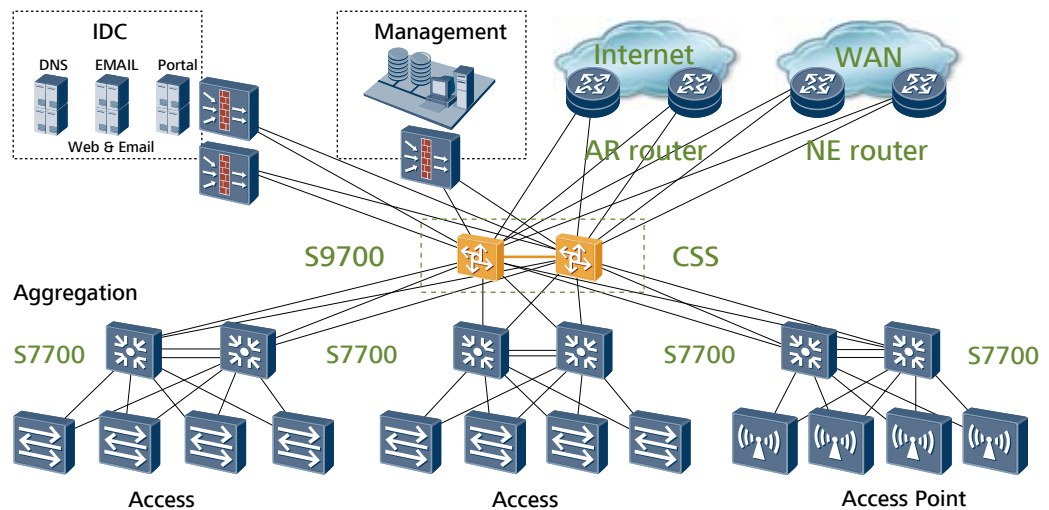 IDC
Management
Internet
WAN
DNS EMAIL Portal
Web & Email
AR router
NE router
S9700
CSS
Aggregation
S7700
S7700
S7700
S7700
Access
Access
Access Point